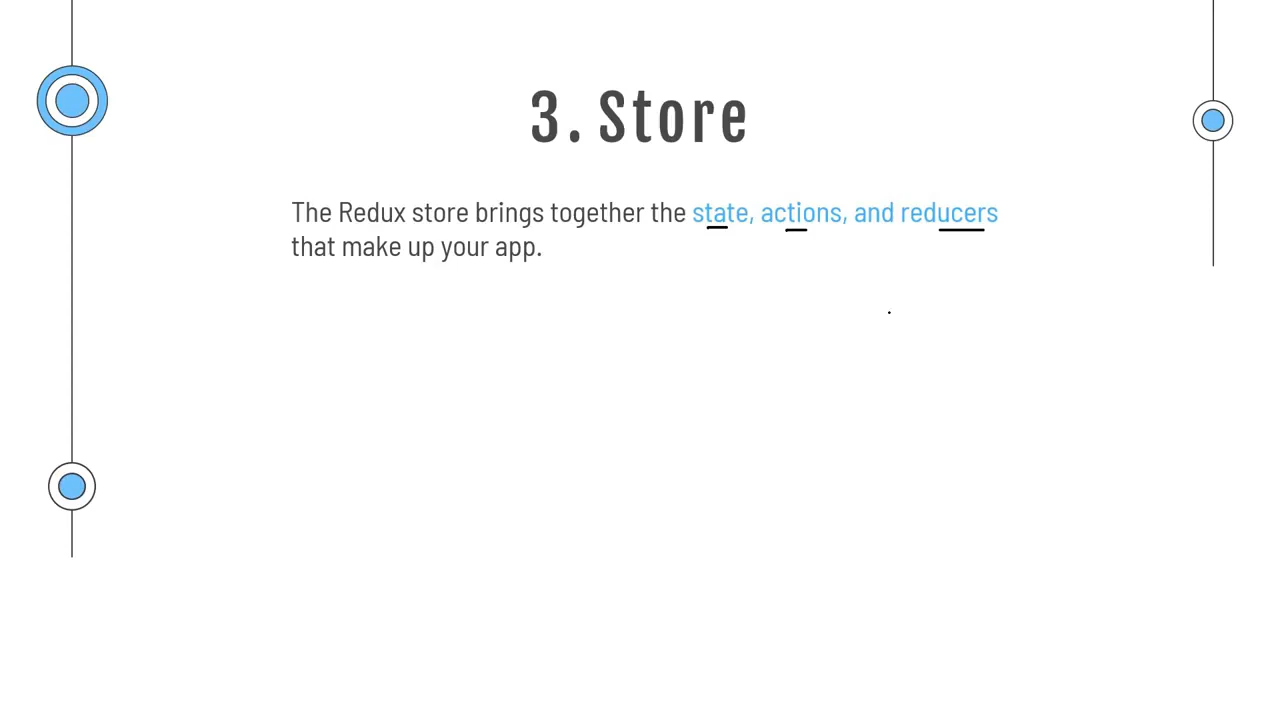 3. Store
The Redux store brings together the state, actions, and reducers
that make up your app.